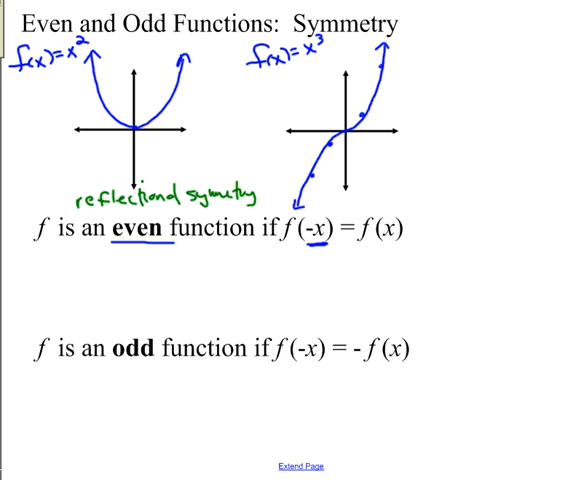 Even and Odd Functions: Symmetry
f(x)=x² f(x)=x³
reflectional symmetry
f is an even function if f(-x) = f(x)
f is an odd function if f(-x) = - f(x)
Extend Page